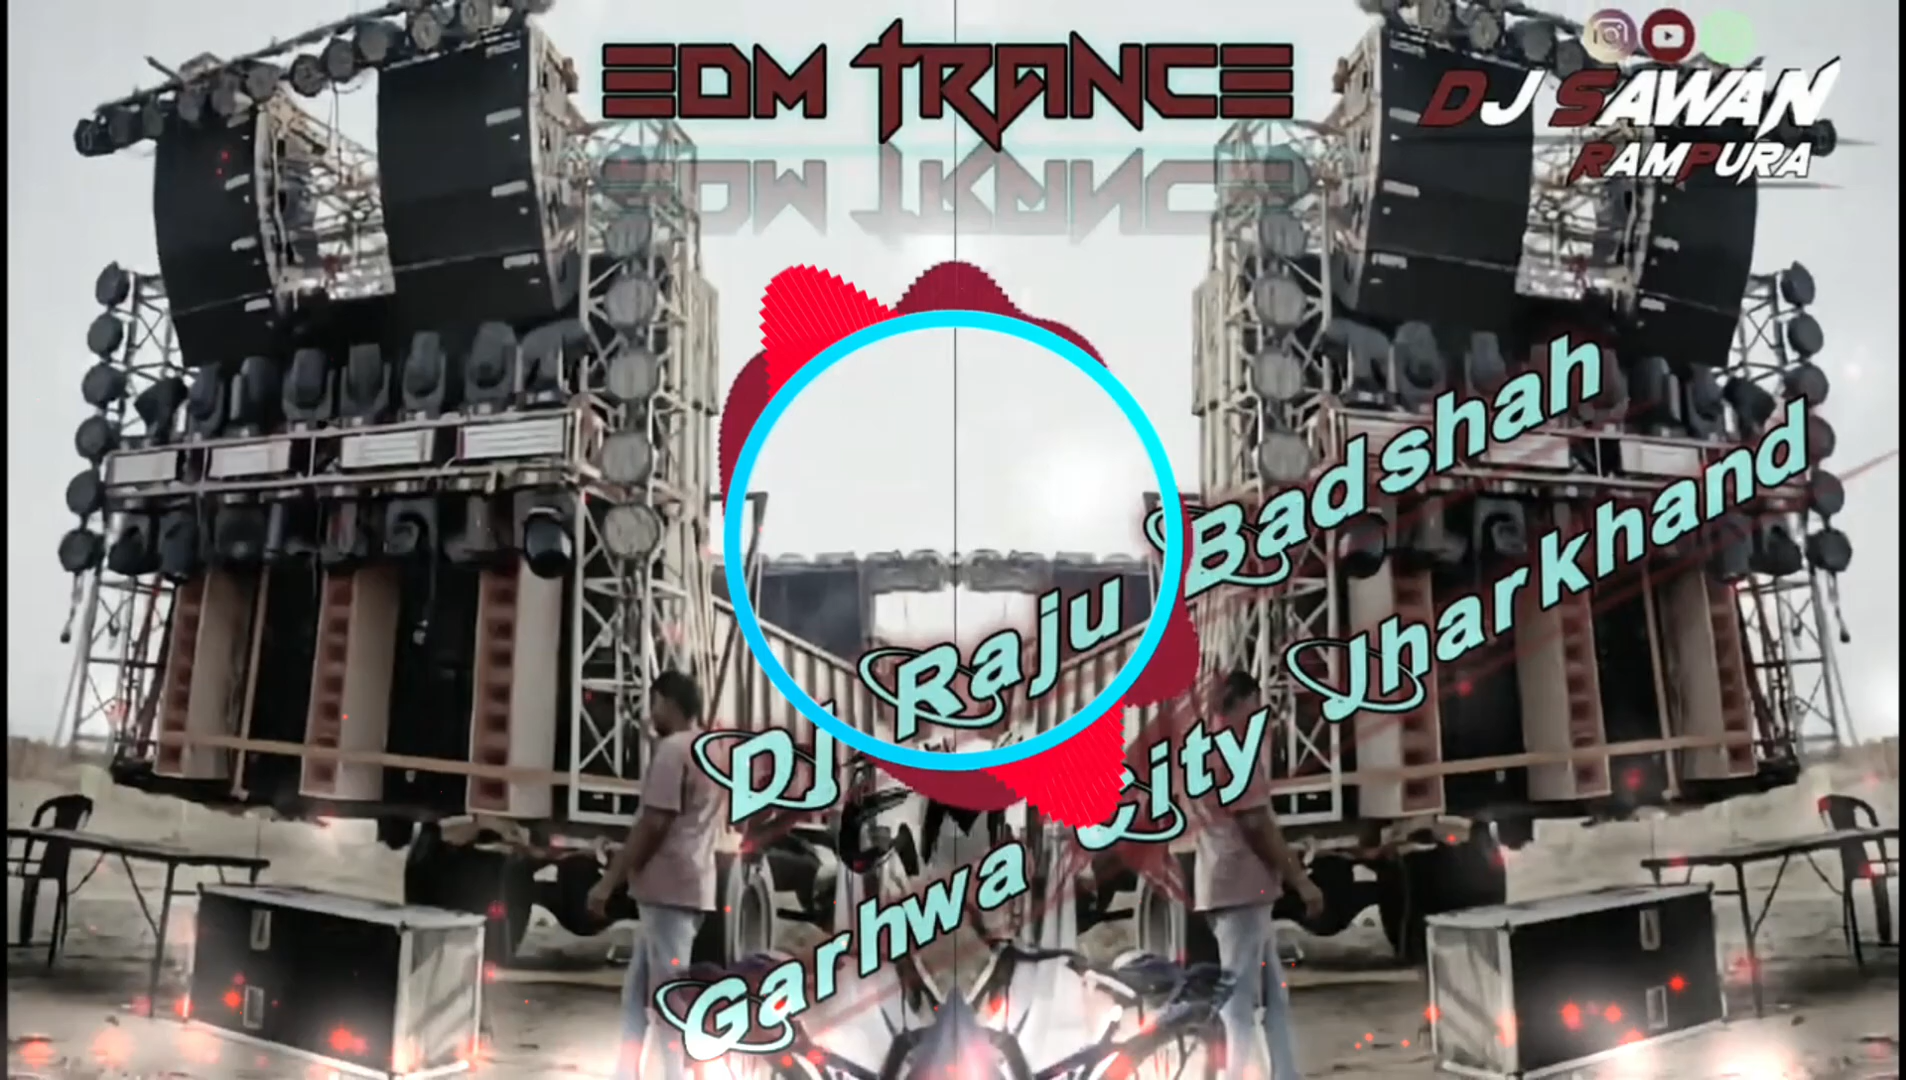 EDM TRANCE
DJ SAWAN
RAMPURA
DJ Raju Badshah
Garhwa City Jharkhand